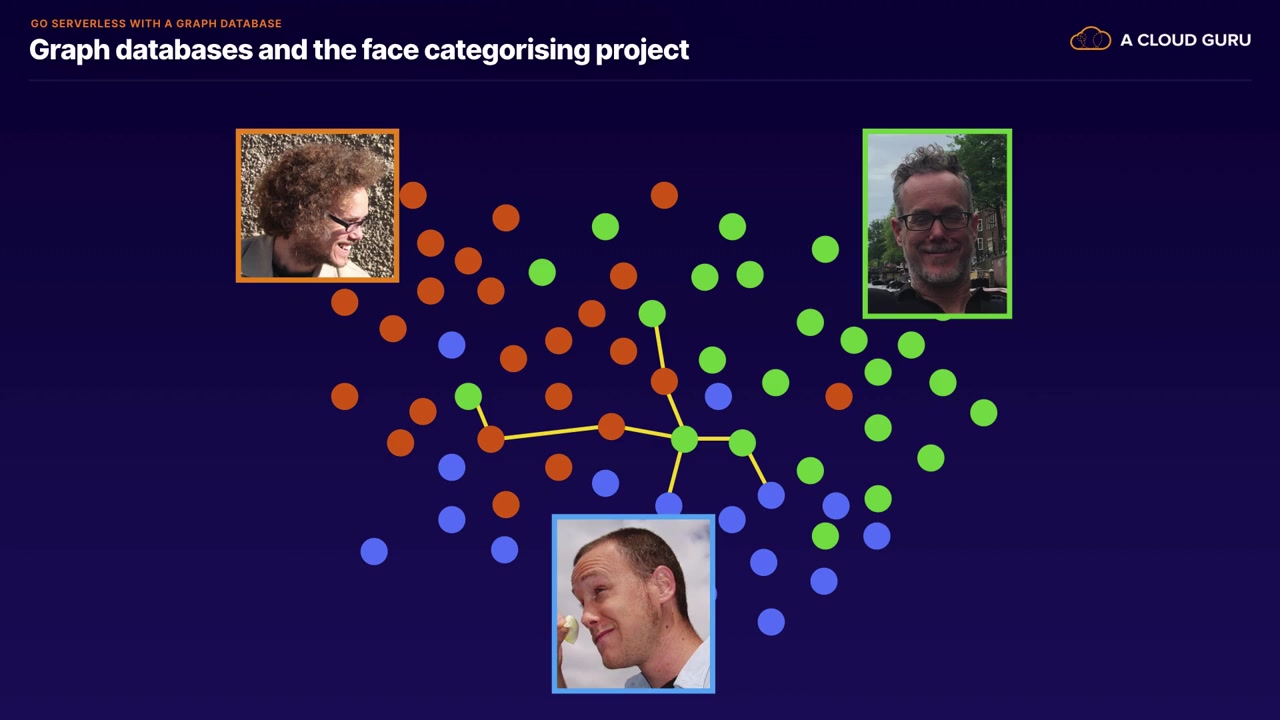 GO SERVERLESS WITH A GRAPH DATABASE
Graph databases and the face categorising project
A CLOUD GURU